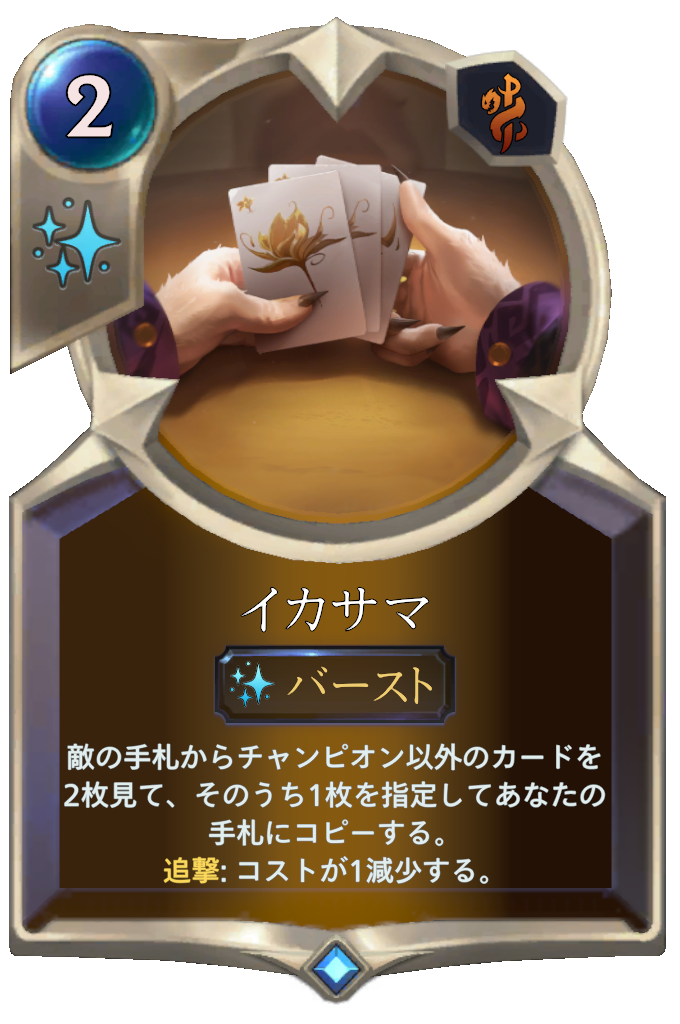 2
イカサマ
バースト
敵の手札からチャンピオン以外のカードを
2枚見て、そのうち1枚を指定してあなたの
手札にコピーする。
追撃: コストが1減少する。